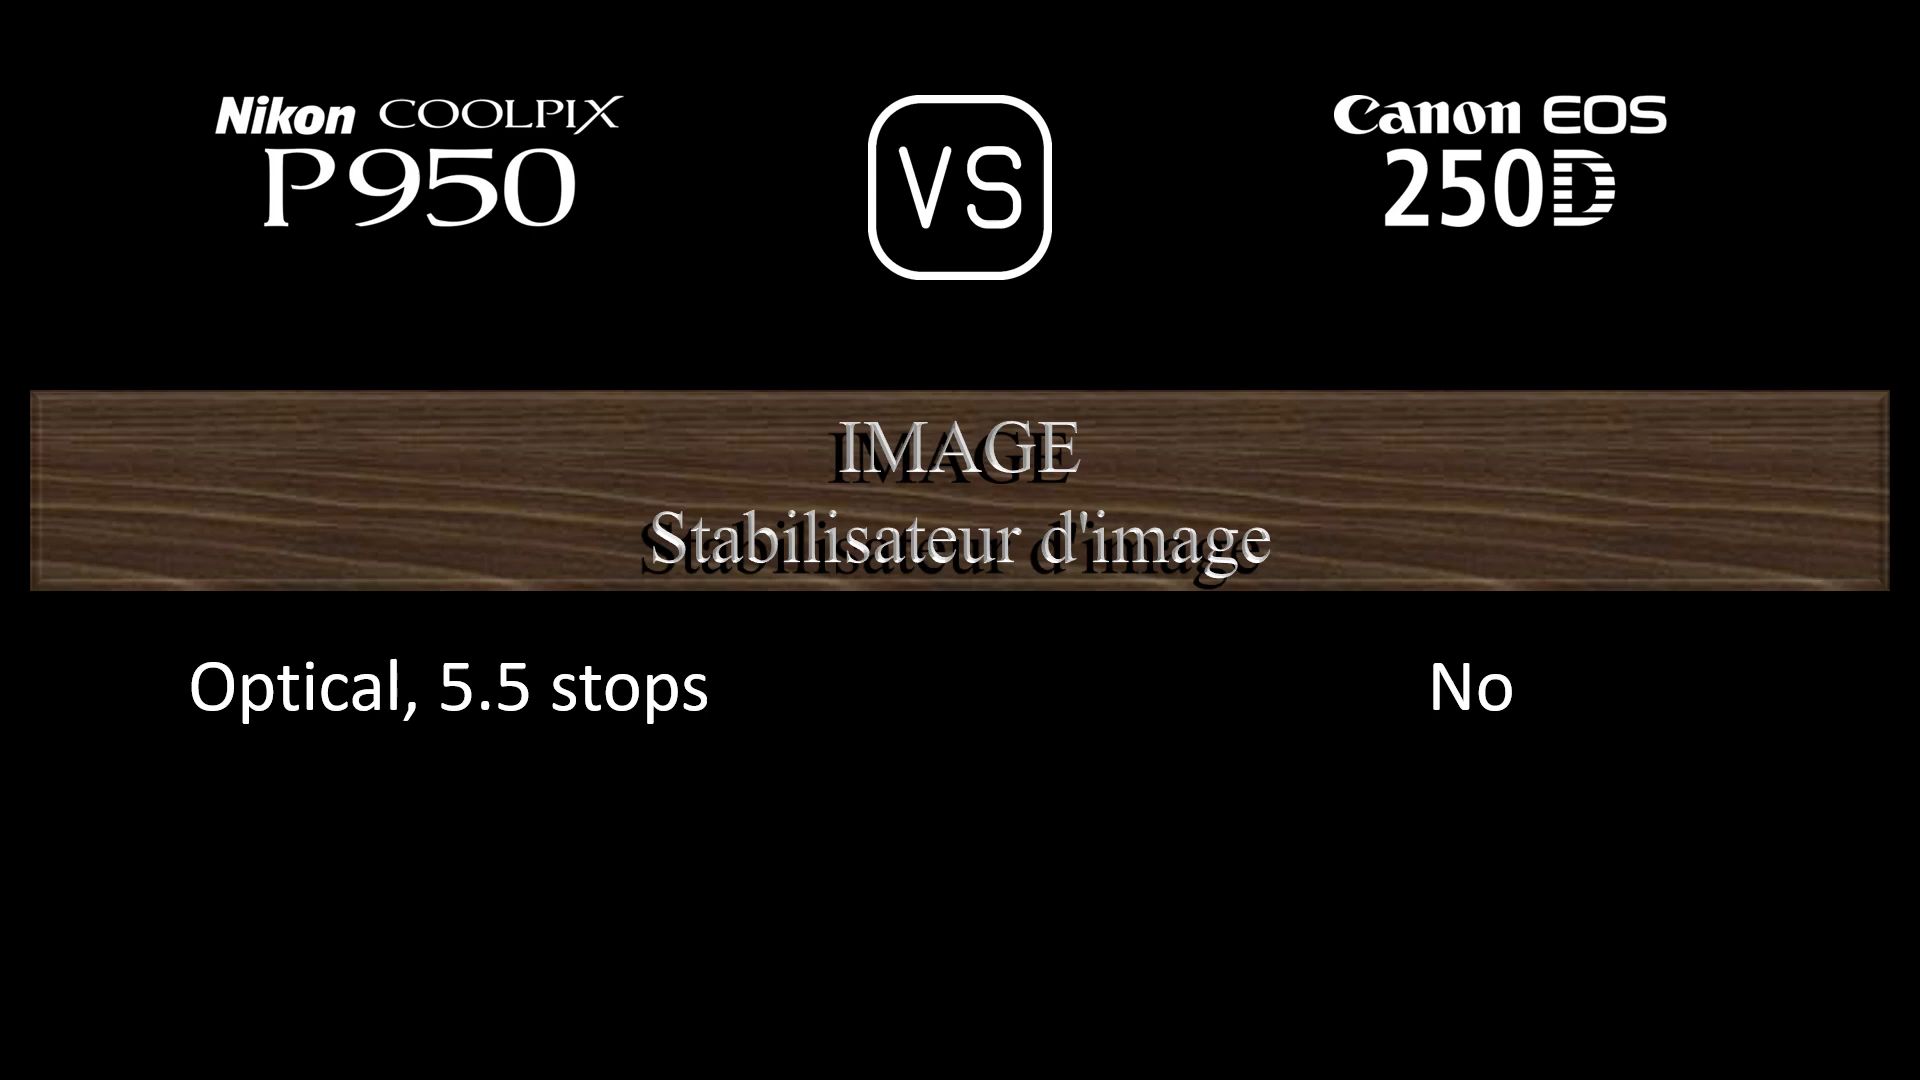 Nikon COOLPIX
P950
VS
Canon EOS
250D
IMAGE
Stabilisateur d'image
Optical, 5.5 stops
No